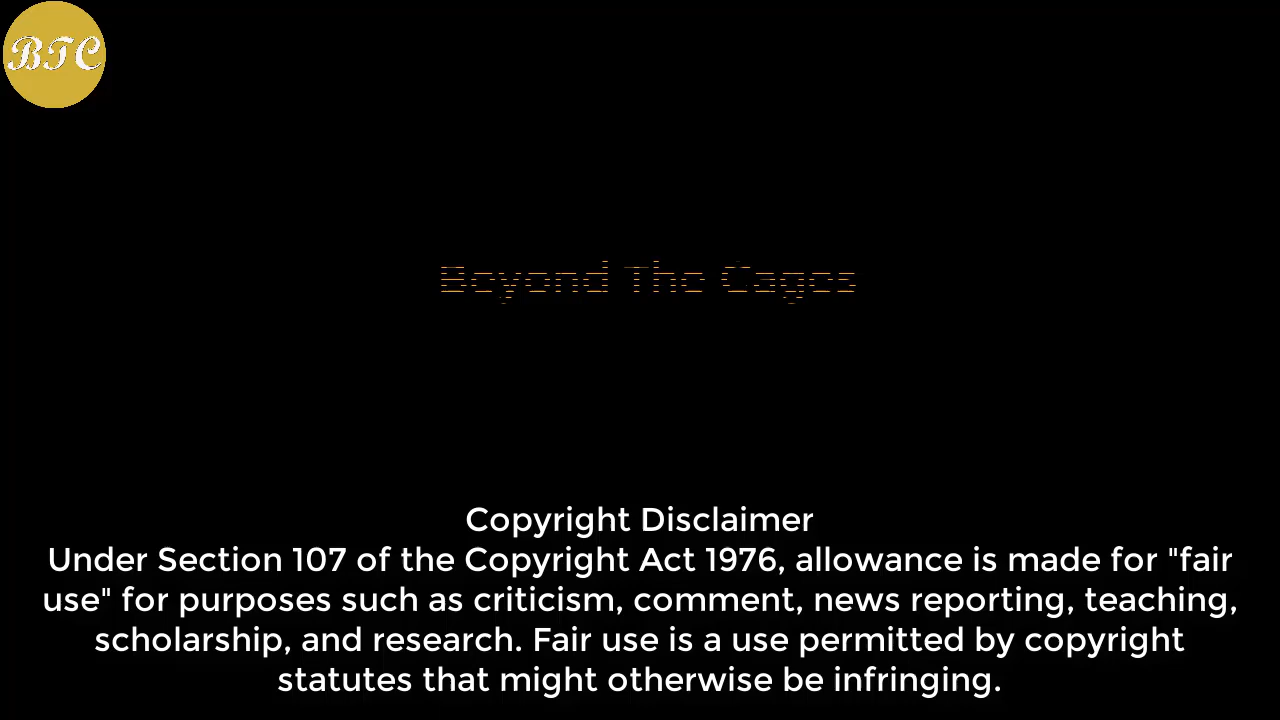 BTC
Beyond The Cages
Copyright Disclaimer
Under Section 107 of the Copyright Act 1976, allowance is made for "fair
use" for purposes such as criticism, comment, news reporting, teaching,
scholarship, and research. Fair use is a use permitted by copyright
statutes that might otherwise be infringing.